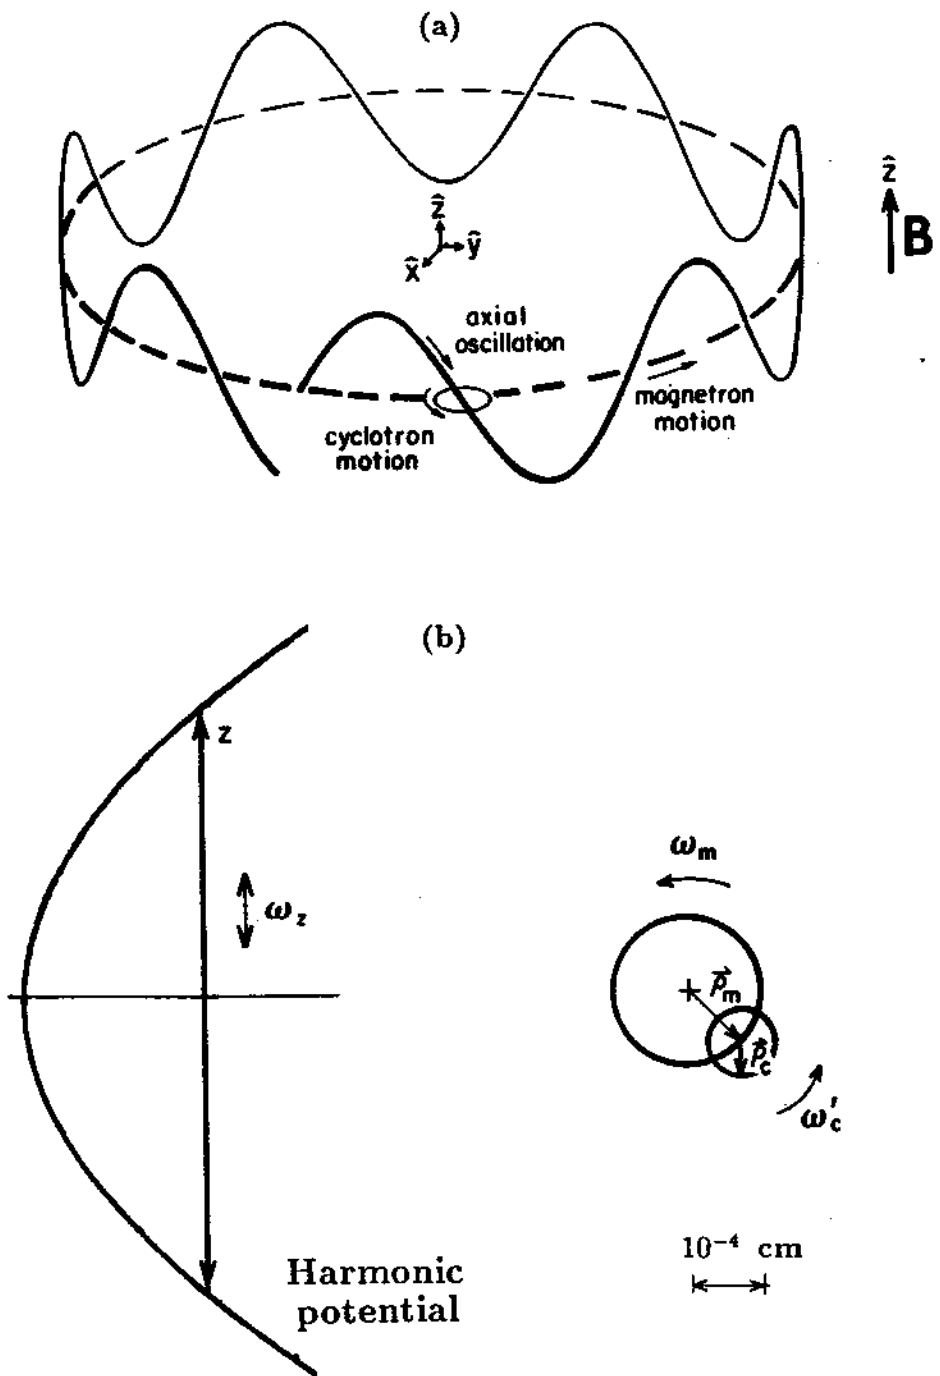 (a)
ẑ
B
ẑ
ŷ
x̂
axial
oscillation
magnetron
motion
cyclotron
motion
(b)
z
ω_z
ω_m
ρ⃗_m
ρ⃗_c
ω'_c
10⁻⁴ cm
Harmonic
potential